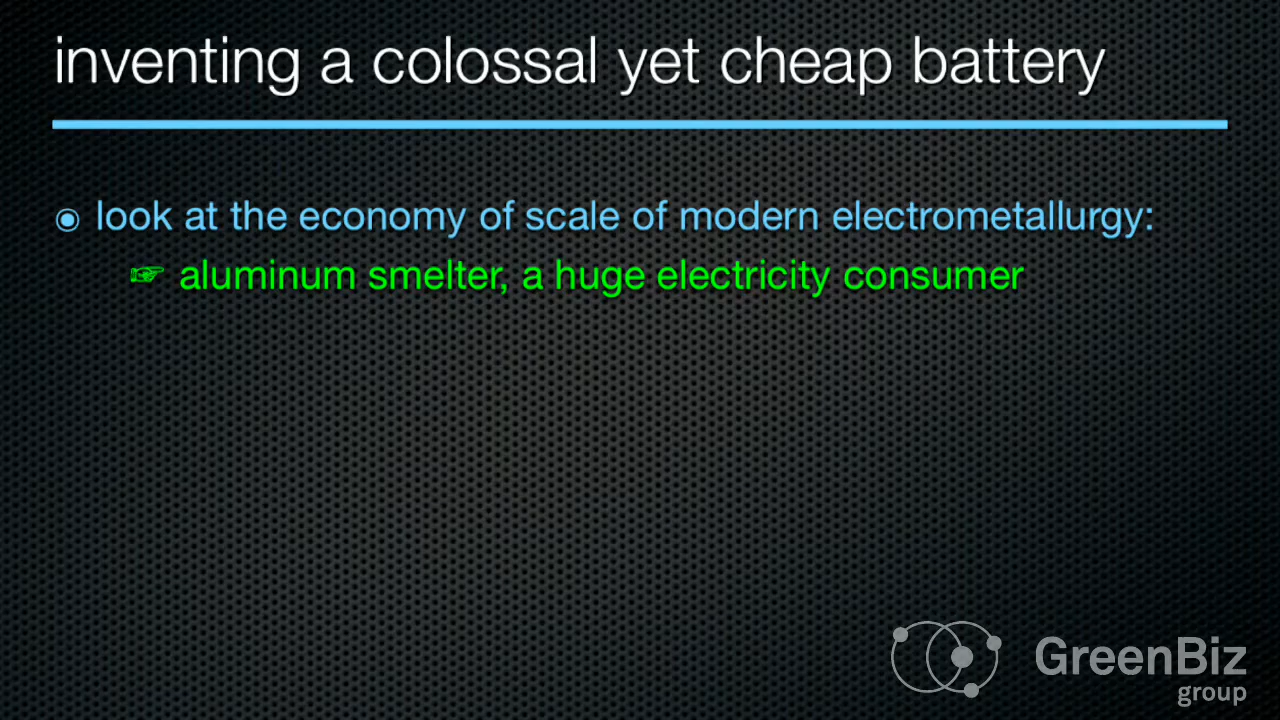 inventing a colossal yet cheap battery
◉ look at the economy of scale of modern electrometallurgy:
☞ aluminum smelter, a huge electricity consumer
GreenBiz
group